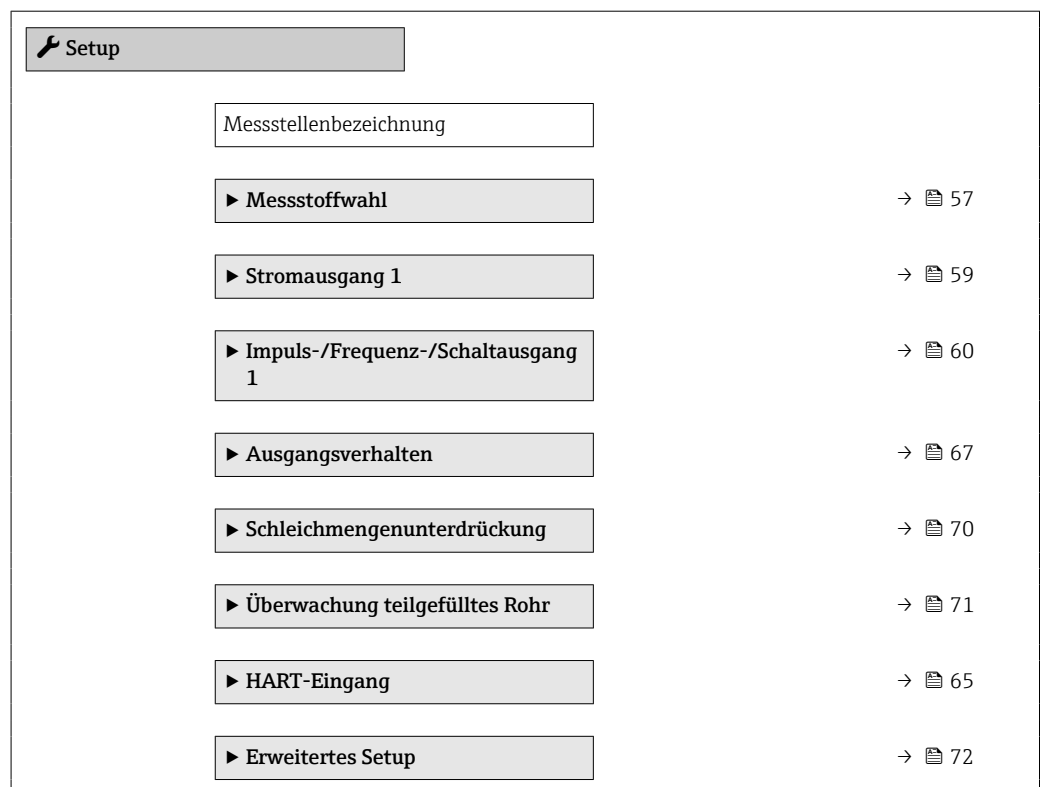 Setup
Messstellenbezeichnung
▶ Messstoffwahl → 57
▶ Stromausgang 1 → 59
▶ Impuls-/Frequenz-/Schaltausgang → 60
1
▶ Ausgangsverhalten → 67
▶ Schleichmengenunterdrückung → 70
▶ Überwachung teilgefülltes Rohr → 71
▶ HART-Eingang → 65
▶ Erweitertes Setup → 72